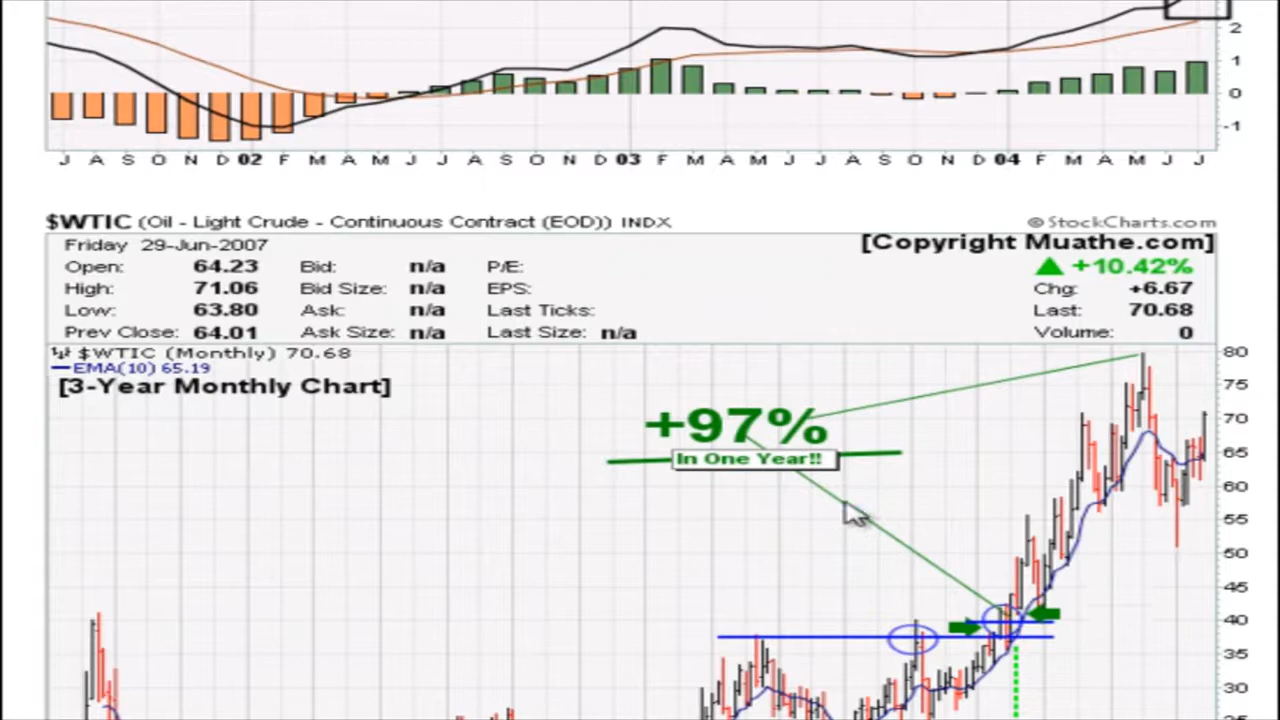 2
1
0
-1
J A S O N D 02 F M A M J J A S O N D 03 F M A M J J A S O N D 04 F M A M J J
$WTIC (Oil - Light Crude - Continuous Contract (EOD)) INDX
© StockCharts.com
Friday 29-Jun-2007
[Copyright Muathe.com]
Open: 64.23 Bid: n/a P/E:
+10.42%
High: 71.06 Bid Size: n/a EPS:
Chg: +6.67
Low: 63.80 Ask: n/a Last Ticks:
Last: 70.68
Prev Close: 64.01 Ask Size: n/a Last Size: n/a
Volume: 0
$WTIC (Monthly) 70.68
EMA(10) 65.19
[3-Year Monthly Chart]
+97%
In One Year!!
80
75
70
65
60
55
50
45
40
35
30